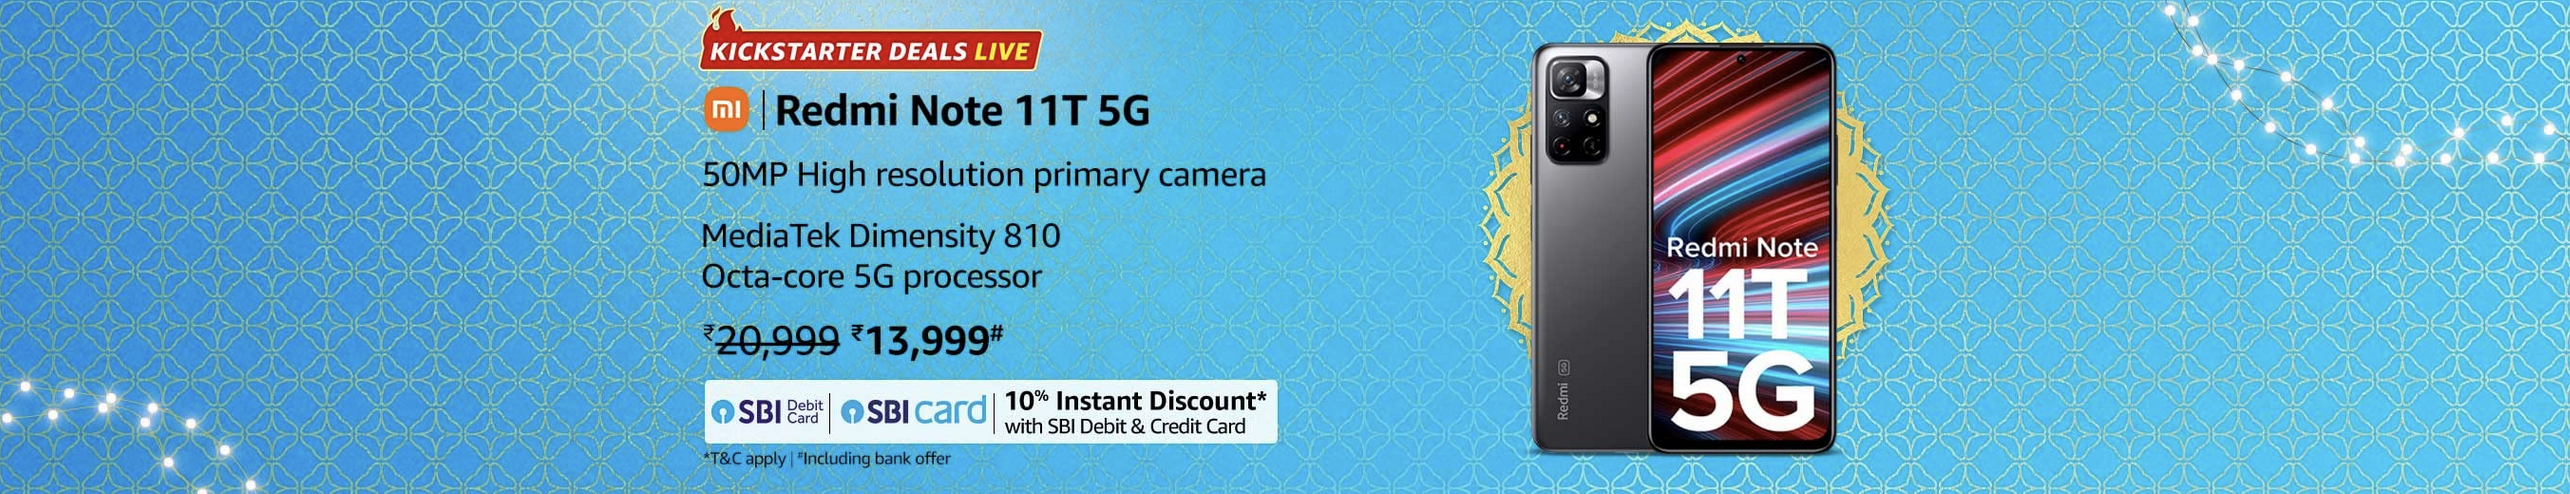 KICKSTARTER DEALS LIVE
mi | Redmi Note 11T 5G
50MP High resolution primary camera
MediaTek Dimensity 810
Octa-core 5G processor
₹20,999 ₹13,999#
SBI Debit Card | SBI card | 10% Instant Discount*
with SBI Debit & Credit Card
*T&C apply | #Including bank offer
Redmi 5G
Redmi Note
11T
5G